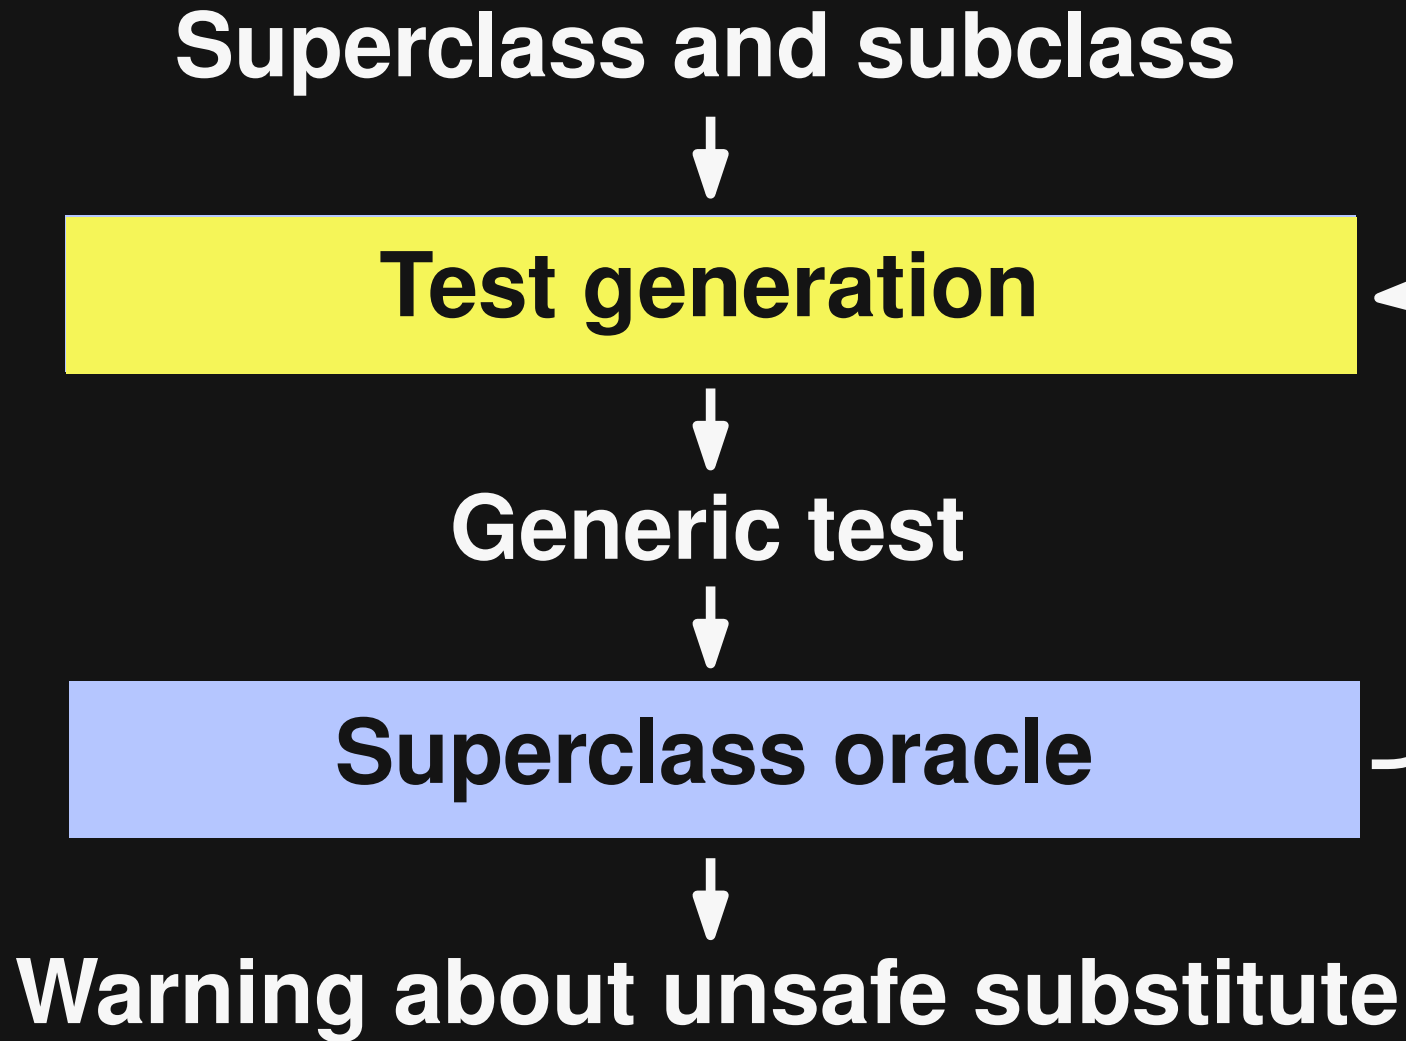 Superclass and subclass
Test generation
Generic test
Superclass oracle
Warning about unsafe substitute